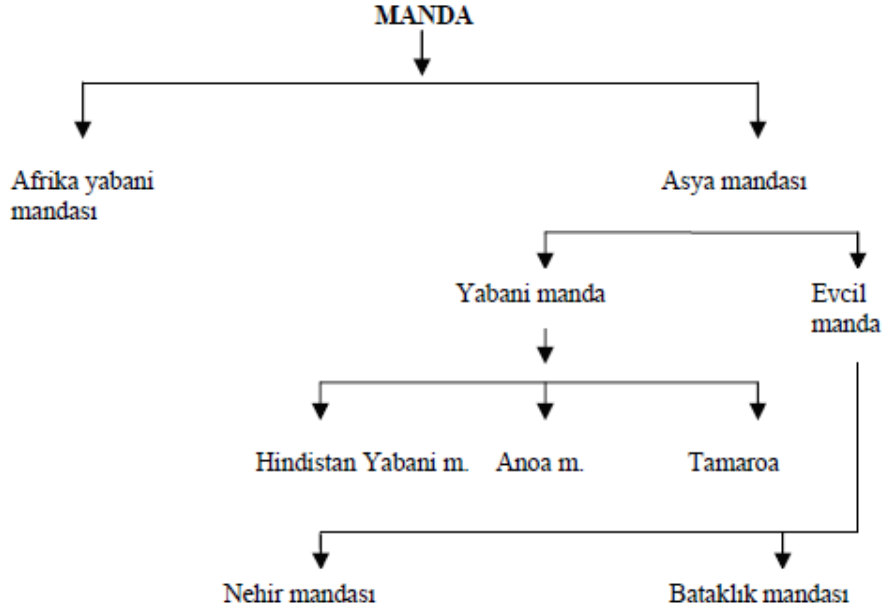 MANDA
Afrika yabani
mandası
Asya mandası
Yabani manda
Evcil
manda
Hindistan Yabani m.
Anoa m.
Tamaroa
Nehir mandası
Bataklık mandası